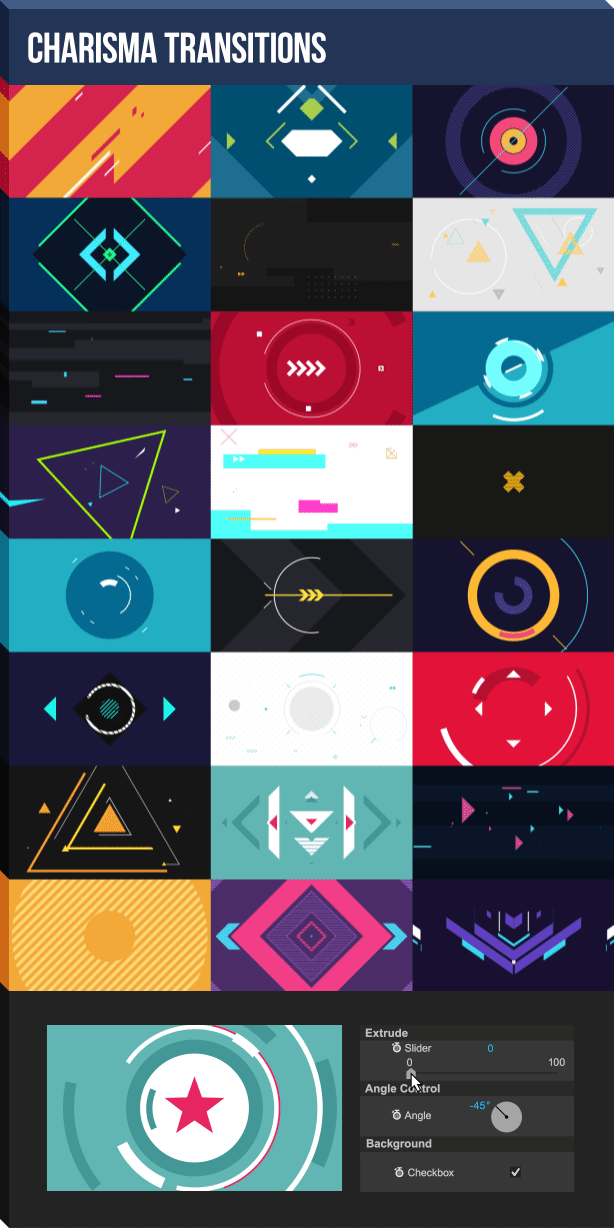 CHARISMA TRANSITIONS
Extrude
Slider 0
0 100
Angle Control
Angle -45°
Background
Checkbox